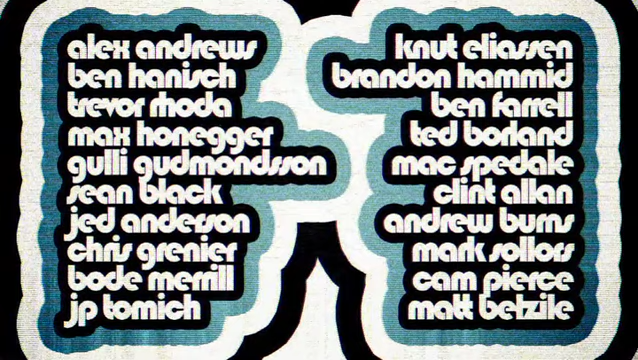 alex andrews
ben hanisch
trevor rhoda
max honegger
gulli gudmondsson
sean black
jed anderson
chris grenier
bode merrill
jp tomich
knut eliassen
brandon hammid
ben farrell
ted borland
mac spedale
clint allan
andrew burns
mark sollors
cam pierce
matt belzile